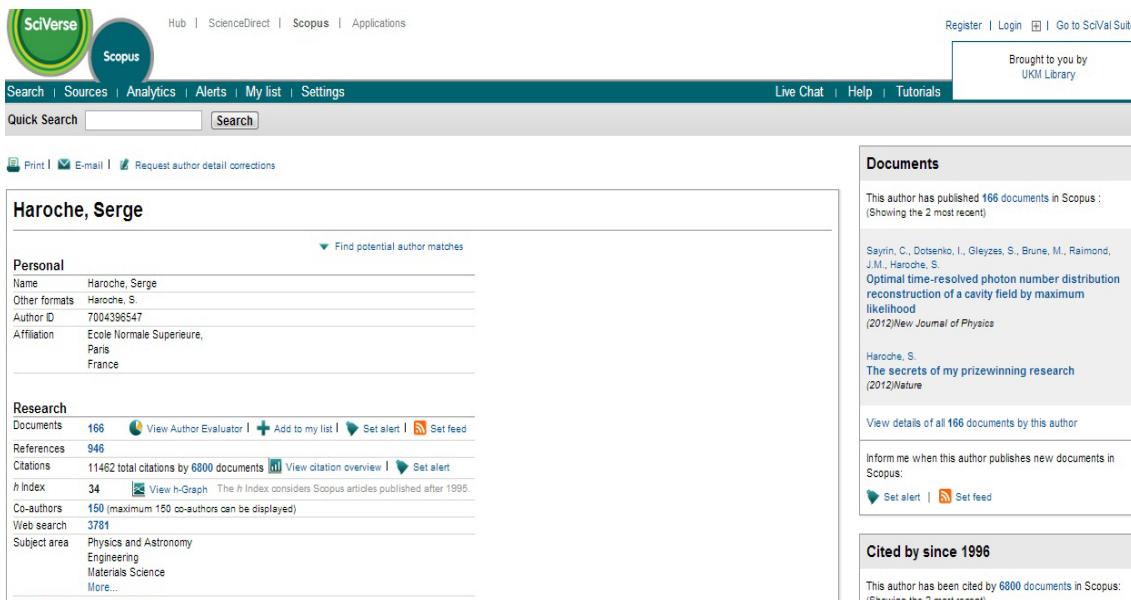 SciVerse
Scopus
Hub | ScienceDirect | Scopus | Applications
Register | Login | Go to SciVal Suit
Brought to you by
UKM Library
Search | Sources | Analytics | Alerts | My list | Settings
Live Chat | Help | Tutorials
Quick Search Search
Print | E-mail | Request author detail corrections
Haroche, Serge
Find potential author matches
Personal
Name Haroche, Serge
Other formats Haroche, S.
Author ID 7004396547
Affiliation Ecole Normale Superieure,
Paris
France
Research
Documents 166 View Author Evaluator | Add to my list | Set alert | Set feed
References 946
Citations 11462 total citations by 6800 documents View citation overview | Set alert
h Index 34 View h-Graph The h Index considers Scopus articles published after 1995.
Co-authors 150 (maximum 150 co-authors can be displayed)
Web search 3781
Subject area Physics and Astronomy
Engineering
Materials Science
More...
Documents
This author has published 166 documents in Scopus :
(Showing the 2 most recent)
Sayrin, C., Dotsenko, I., Gleyzes, S., Brune, M., Raimond,
J.M., Haroche, S.
Optimal time-resolved photon number distribution
reconstruction of a cavity field by maximum
likelihood
(2012)New Journal of Physics
Haroche, S.
The secrets of my prizewinning research
(2012)Nature
View details of all 166 documents by this author
Inform me when this author publishes new documents in
Scopus:
Set alert | Set feed
Cited by since 1996
This author has been cited by 6800 documents in Scopus:
(Showing the 2 most recent)